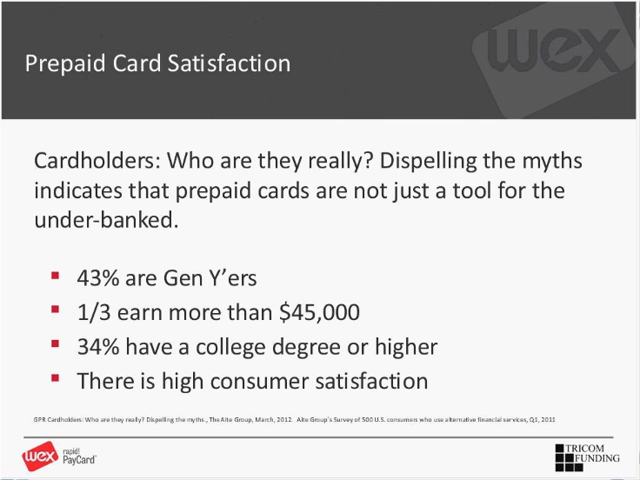 wex
Prepaid Card Satisfaction
Cardholders: Who are they really? Dispelling the myths
indicates that prepaid cards are not just a tool for the
under-banked.
▪ 43% are Gen Y’ers
▪ 1/3 earn more than $45,000
▪ 34% have a college degree or higher
▪ There is high consumer satisfaction
GPR Cardholders: Who are they really? Dispelling the myths., The Aite Group, March, 2012. Aite Group's Survey of 500 U.S. consumers who use alternative financial services, Q1, 2011
wex
rapid!
PayCard
TRICOM
FUNDING